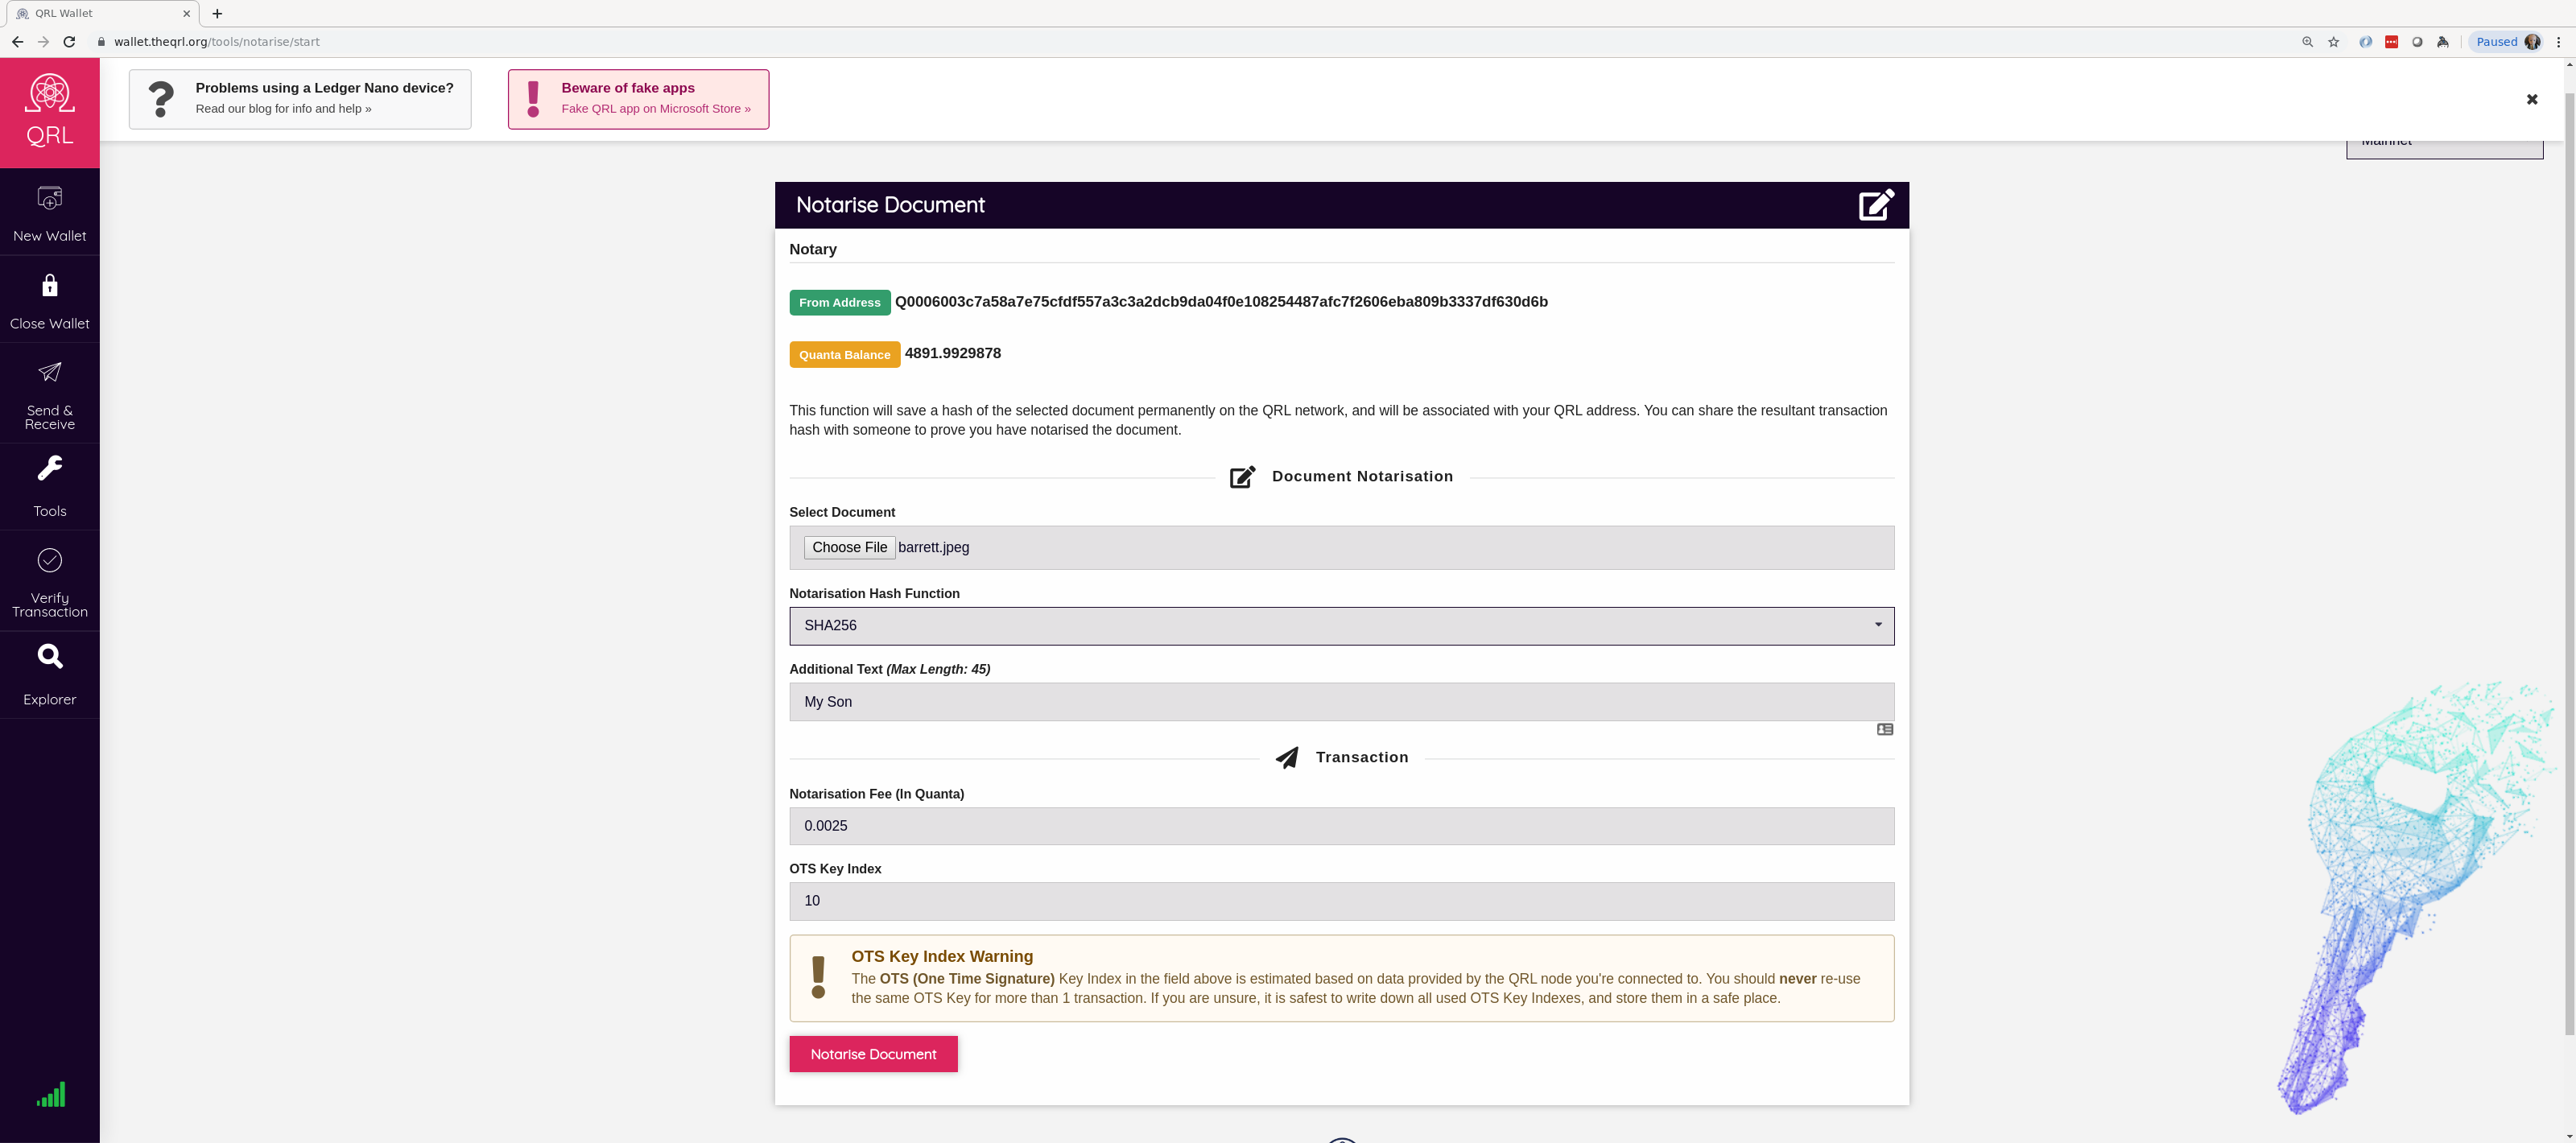 QRL Wallet
wallet.theqrl.org/tools/notarise/start
Paused
QRL
Problems using a Ledger Nano device?
Read our blog for info and help »
Beware of fake apps
Fake QRL app on Microsoft Store »
Mainnet
New Wallet
Close Wallet
Send &
Receive
Tools
Verify
Transaction
Explorer
Notarise Document
Notary
From Address Q0006003c7a58a7e75cfdf557a3c3a2dcb9da04f0e108254487afc7f2606eba809b3337df630d6b
Quanta Balance 4891.9929878
This function will save a hash of the selected document permanently on the QRL network, and will be associated with your QRL address. You can share the resultant transaction
hash with someone to prove you have notarised the document.
Document Notarisation
Select Document
Choose File barrett.jpeg
Notarisation Hash Function
SHA256
Additional Text (Max Length: 45)
My Son
Transaction
Notarisation Fee (In Quanta)
0.0025
OTS Key Index
10
OTS Key Index Warning
The OTS (One Time Signature) Key Index in the field above is estimated based on data provided by the QRL node you're connected to. You should never re-use
the same OTS Key for more than 1 transaction. If you are unsure, it is safest to write down all used OTS Key Indexes, and store them in a safe place.
Notarise Document